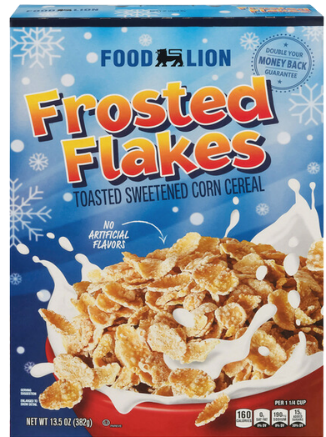 FOOD LION
DOUBLE YOUR
MONEY BACK
GUARANTEE
Frosted
Flakes
TOASTED SWEETENED CORN CEREAL
NO
ARTIFICIAL
FLAVORS
PER 1 1/4 CUP
160
CALORIES
NET WT 13.5 OZ (382g)